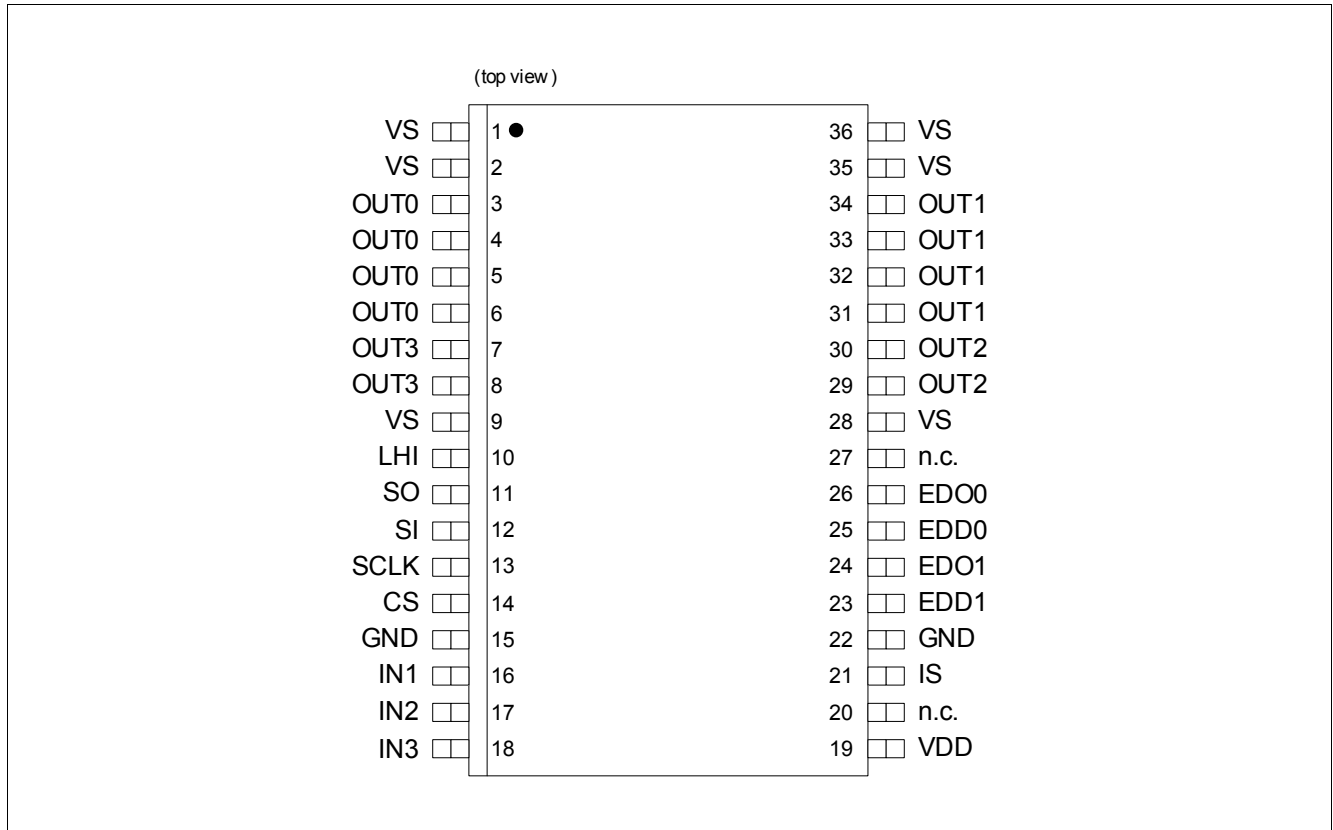 (top view)
VS 1 36 VS
VS 2 35 VS
OUT0 3 34 OUT1
OUT0 4 33 OUT1
OUT0 5 32 OUT1
OUT0 6 31 OUT1
OUT3 7 30 OUT2
OUT3 8 29 OUT2
VS 9 28 VS
LHI 10 27 n.c.
SO 11 26 EDO0
SI 12 25 EDD0
SCLK 13 24 EDO1
CS 14 23 EDD1
GND 15 22 GND
IN1 16 21 IS
IN2 17 20 n.c.
IN3 18 19 VDD